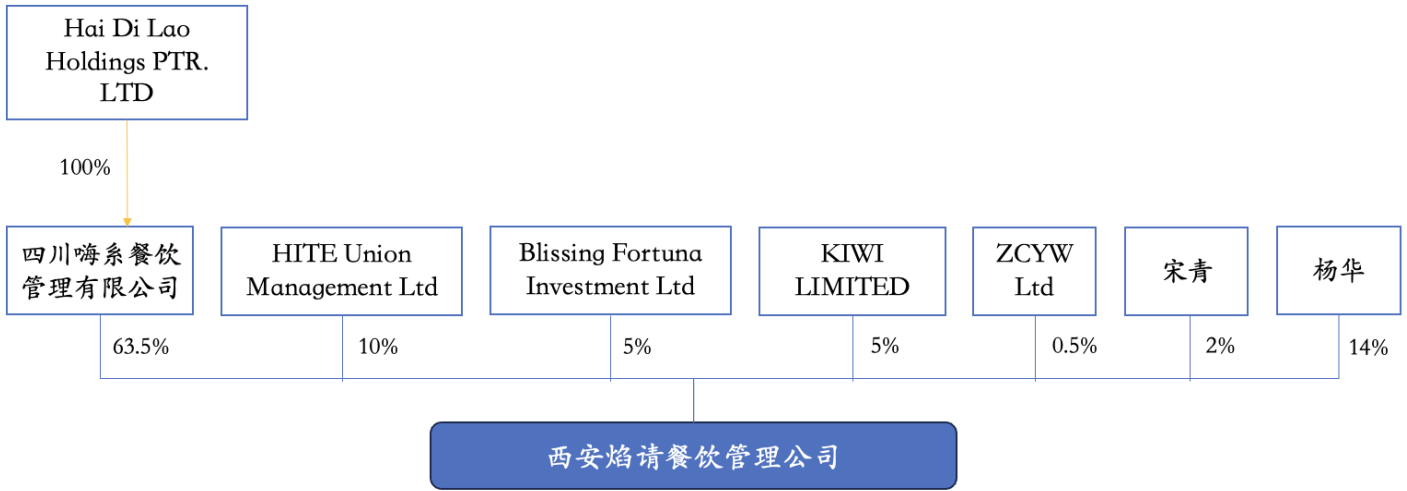 Hai Di Lao
Holdings PTR.
LTD
100%
四川嗨系餐饮
管理有限公司
HITE Union
Management Ltd
Blissing Fortuna
Investment Ltd
KIWI
LIMITED
ZCYW
Ltd
宋青
杨华
63.5%
10%
5%
5%
0.5%
2%
14%
西安焰请餐饮管理公司